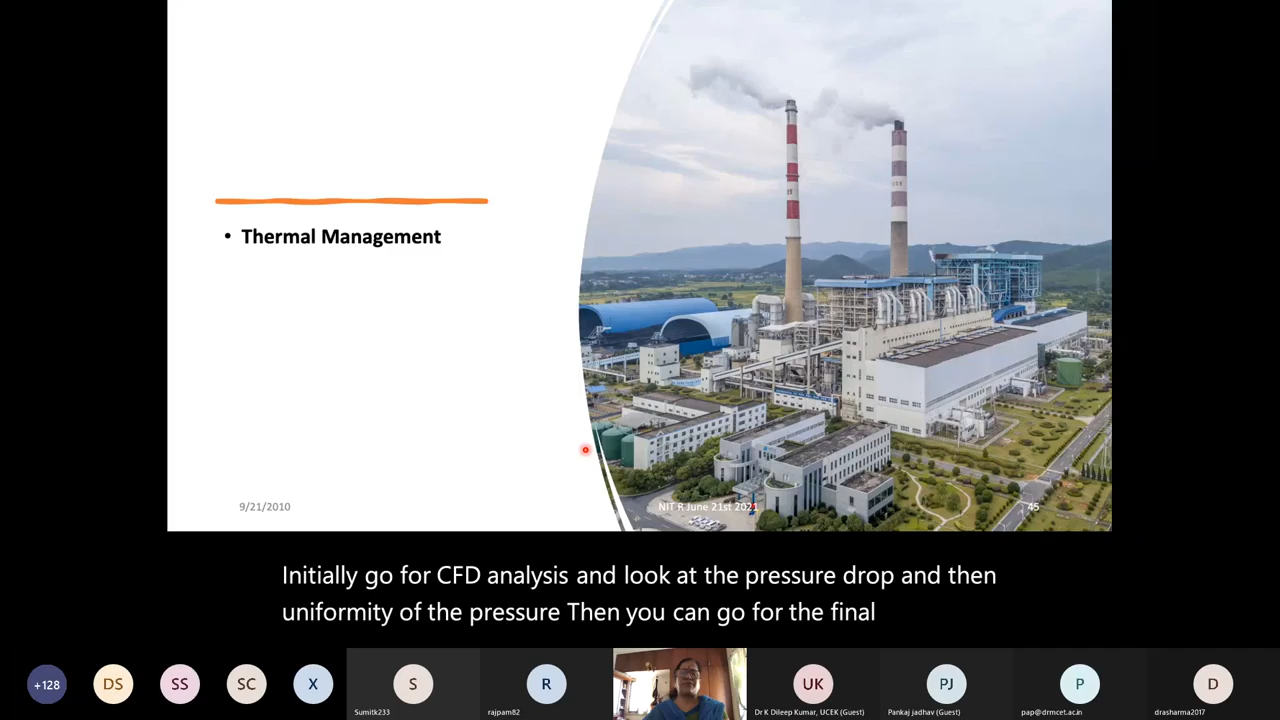 • Thermal Management
9/21/2010
NIT R June 21st 2021
45
Initially go for CFD analysis and look at the pressure drop and then
uniformity of the pressure Then you can go for the final
+128
DS
SS
SC
X
S
R
UK
PJ
P
D
Sumitk233
rajpam82
Dr K Dileep Kumar, UCEK (Guest)
Pankaj jadhav (Guest)
pap@drmcet.ac.in
drasharma2017